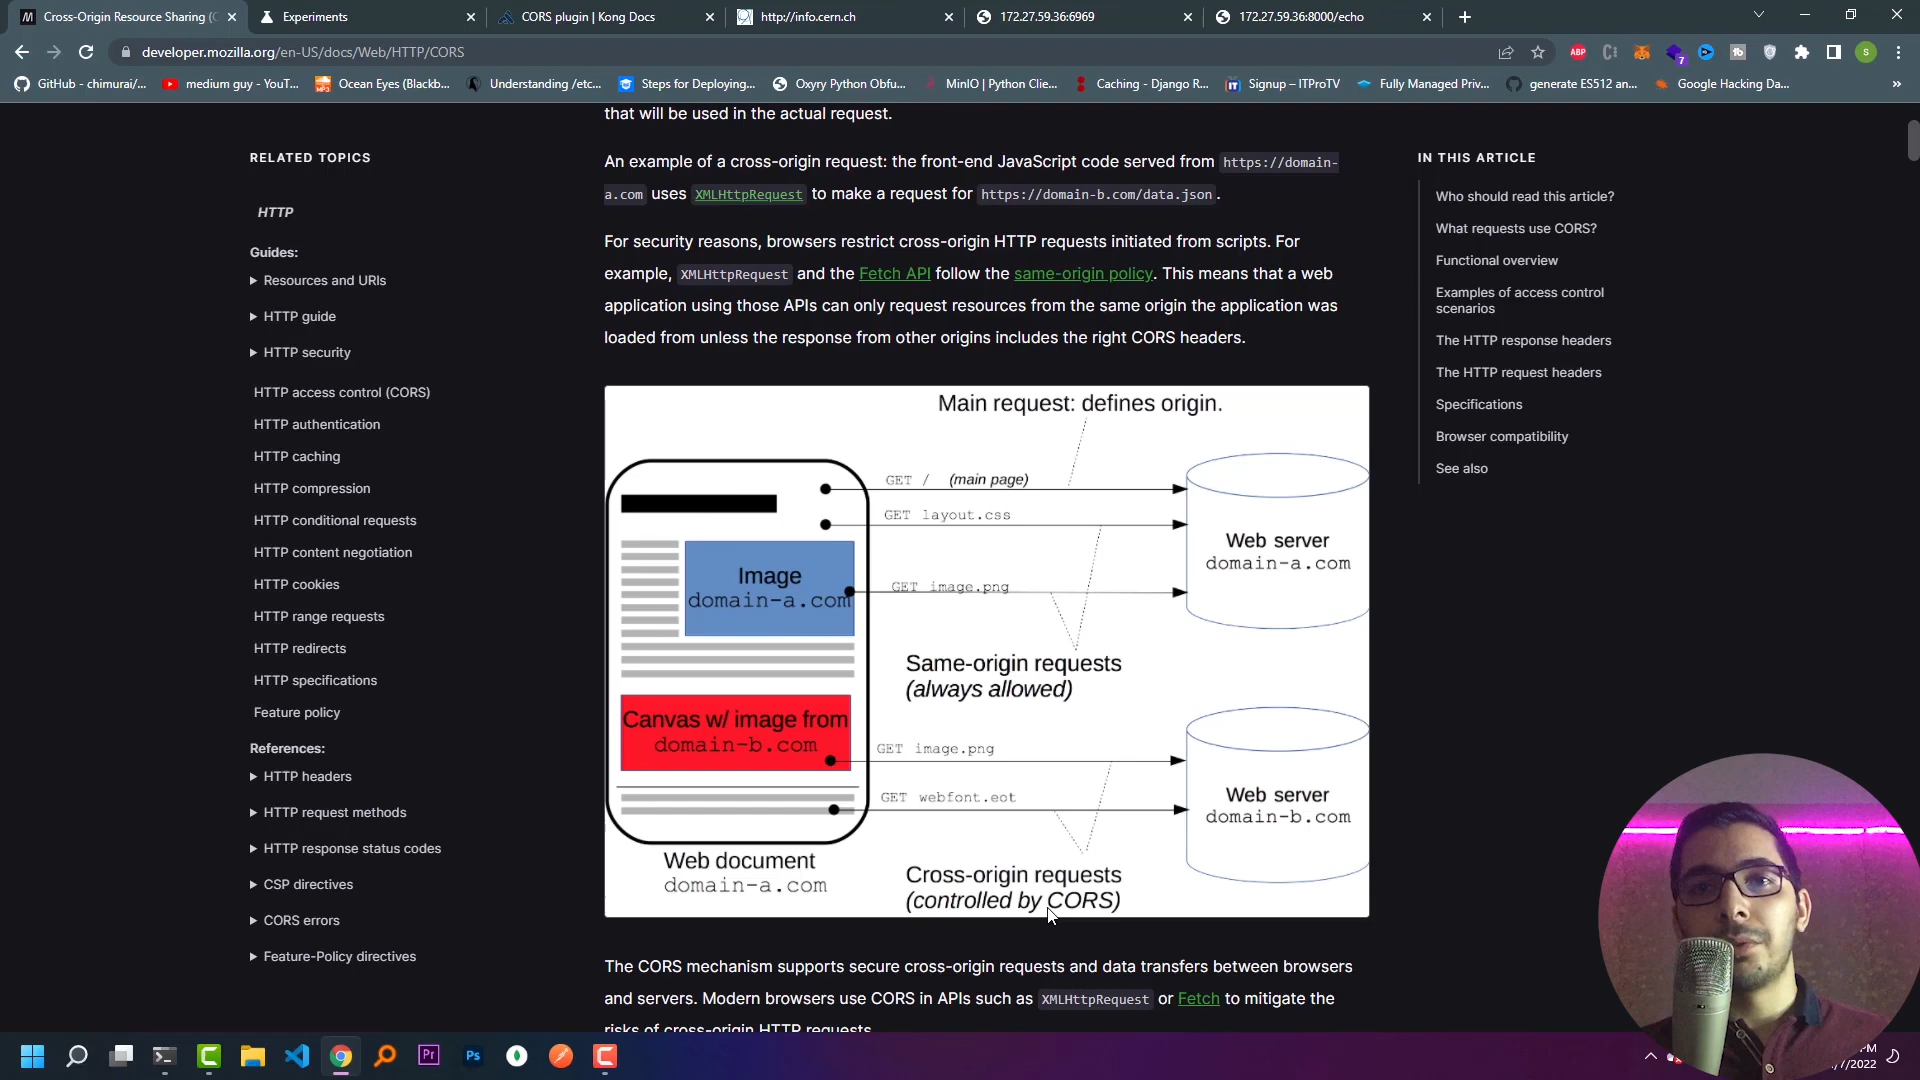 Cross-Origin Resource Sharing (C
Experiments
CORS plugin | Kong Docs
http://info.cern.ch
172.27.59.36:6969
172.27.59.36:8000/echo
developer.mozilla.org/en-US/docs/Web/HTTP/CORS
ABP
7
S
GitHub - chimurai/...
medium guy - YouT...
Ocean Eyes (Blackb...
Understanding /etc...
Steps for Deploying...
Oxyry Python Obfu...
MinIO | Python Clie...
Caching - Django R...
Signup – ITProTV
Fully Managed Priv...
generate ES512 an...
Google Hacking Da...
»
that will be used in the actual request.
RELATED TOPICS
HTTP
Guides:
Resources and URIs
HTTP guide
HTTP security
HTTP access control (CORS)
HTTP authentication
HTTP caching
HTTP compression
HTTP conditional requests
HTTP content negotiation
HTTP cookies
HTTP range requests
HTTP redirects
HTTP specifications
Feature policy
References:
HTTP headers
HTTP request methods
HTTP response status codes
CSP directives
CORS errors
Feature-Policy directives
An example of a cross-origin request: the front-end JavaScript code served from https://domain-
a.com uses XMLHttpRequest to make a request for https://domain-b.com/data.json.
For security reasons, browsers restrict cross-origin HTTP requests initiated from scripts. For
example, XMLHttpRequest and the Fetch API follow the same-origin policy. This means that a web
application using those APIs can only request resources from the same origin the application was
loaded from unless the response from other origins includes the right CORS headers.
Main request: defines origin.
GET / (main page)
GET layout.css
Web server
domain-a.com
Image
domain-a.com
GET image.png
Same-origin requests
(always allowed)
Canvas w/ image from
domain-b.com
GET image.png
GET webfont.eot
Web server
domain-b.com
Web document
domain-a.com
Cross-origin requests
(controlled by CORS)
The CORS mechanism supports secure cross-origin requests and data transfers between browsers
and servers. Modern browsers use CORS in APIs such as XMLHttpRequest or Fetch to mitigate the
risks of cross-origin HTTP requests.
IN THIS ARTICLE
Who should read this article?
What requests use CORS?
Functional overview
Examples of access control
scenarios
The HTTP response headers
The HTTP request headers
Specifications
Browser compatibility
See also
Pr
Ps
PM
/7/2022